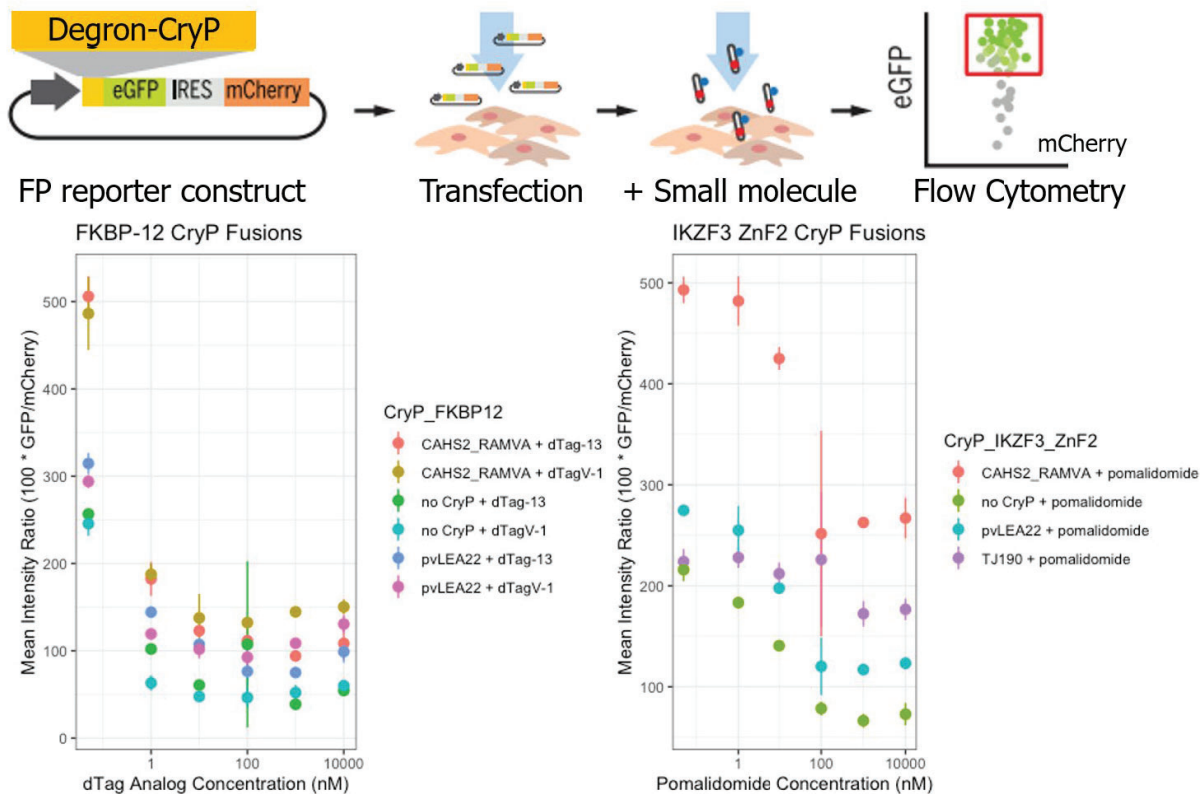 Degron-CryP
eGFP IRES mCherry
FP reporter construct
Transfection
+ Small molecule
eGFP
mCherry
Flow Cytometry
FKBP-12 CryP Fusions
Mean Intensity Ratio (100 * GFP/mCherry)
500
400
300
200
100
0
1
100
10000
dTag Analog Concentration (nM)
CryP_FKBP12
CAHS2_RAMVA + dTag-13
CAHS2_RAMVA + dTagV-1
no CryP + dTag-13
no CryP + dTagV-1
pvLEA22 + dTag-13
pvLEA22 + dTagV-1
IKZF3 ZnF2 CryP Fusions
Mean Intensity Ratio (100 * GFP/mCherry)
500
400
300
200
100
1
100
10000
Pomalidomide Concentration (nM)
CryP_IKZF3_ZnF2
CAHS2_RAMVA + pomalidomide
no CryP + pomalidomide
pvLEA22 + pomalidomide
TJ190 + pomalidomide